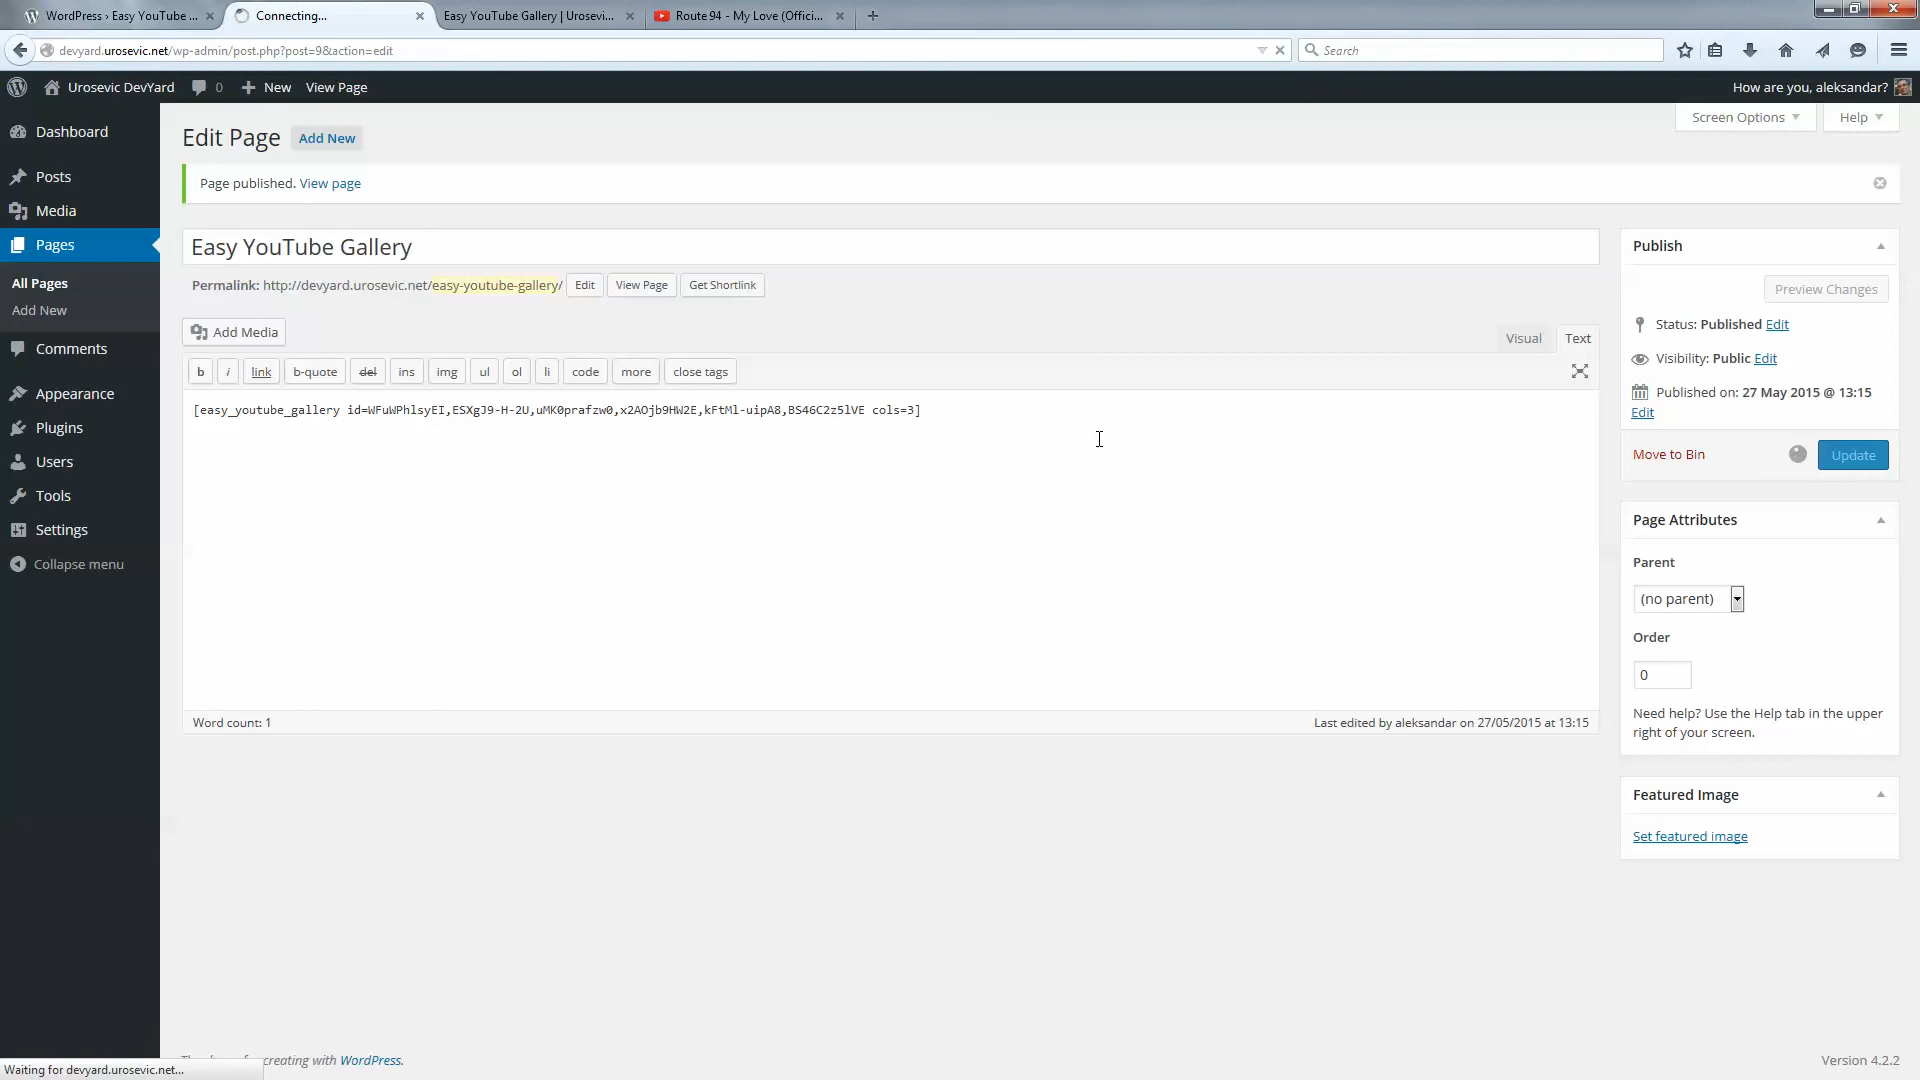 WordPress › Easy YouTube ...
Connecting...
Easy YouTube Gallery | Urosevi...
Route 94 - My Love (Offici...
devyard.urosevic.net/wp-admin/post.php?post=9&action=edit
Search
Urosevic DevYard
0
New
View Page
How are you, aleksandar?
Dashboard
Posts
Media
Pages
All Pages
Add New
Comments
Appearance
Plugins
Users
Tools
Settings
Collapse menu
Screen Options
Help
Edit Page
Add New
Page published. View page
Easy YouTube Gallery
Permalink: http://devyard.urosevic.net/easy-youtube-gallery/
Edit
View Page
Get Shortlink
Add Media
Visual
Text
b
i
link
b-quote
del
ins
img
ul
ol
li
code
more
close tags
[easy_youtube_gallery id=WFuWPhlsyEI,ESXgJ9-H-2U,uMK0prafzw0,x2AOjb9HW2E,kFtMl-uipA8,BS46C2z5lVE cols=3]
Word count: 1
Last edited by aleksandar on 27/05/2015 at 13:15
Publish
Preview Changes
Status: Published Edit
Visibility: Public Edit
Published on: 27 May 2015 @ 13:15
Edit
Move to Bin
Update
Page Attributes
Parent
(no parent)
Order
0
Need help? Use the Help tab in the upper
right of your screen.
Featured Image
Set featured image
creating with WordPress.
Version 4.2.2
Waiting for devyard.urosevic.net...